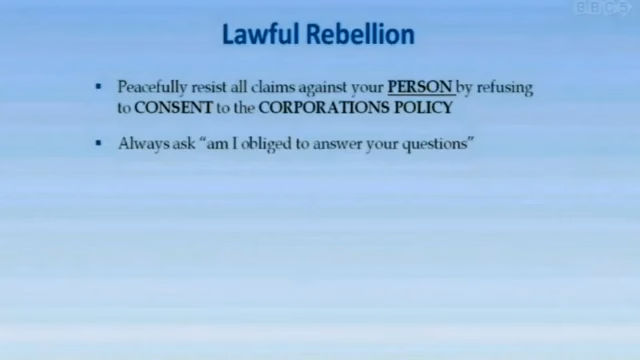 BBC5
Lawful Rebellion
▪ Peacefully resist all claims against your PERSON by refusing
to CONSENT to the CORPORATIONS POLICY
▪ Always ask “am I obliged to answer your questions”